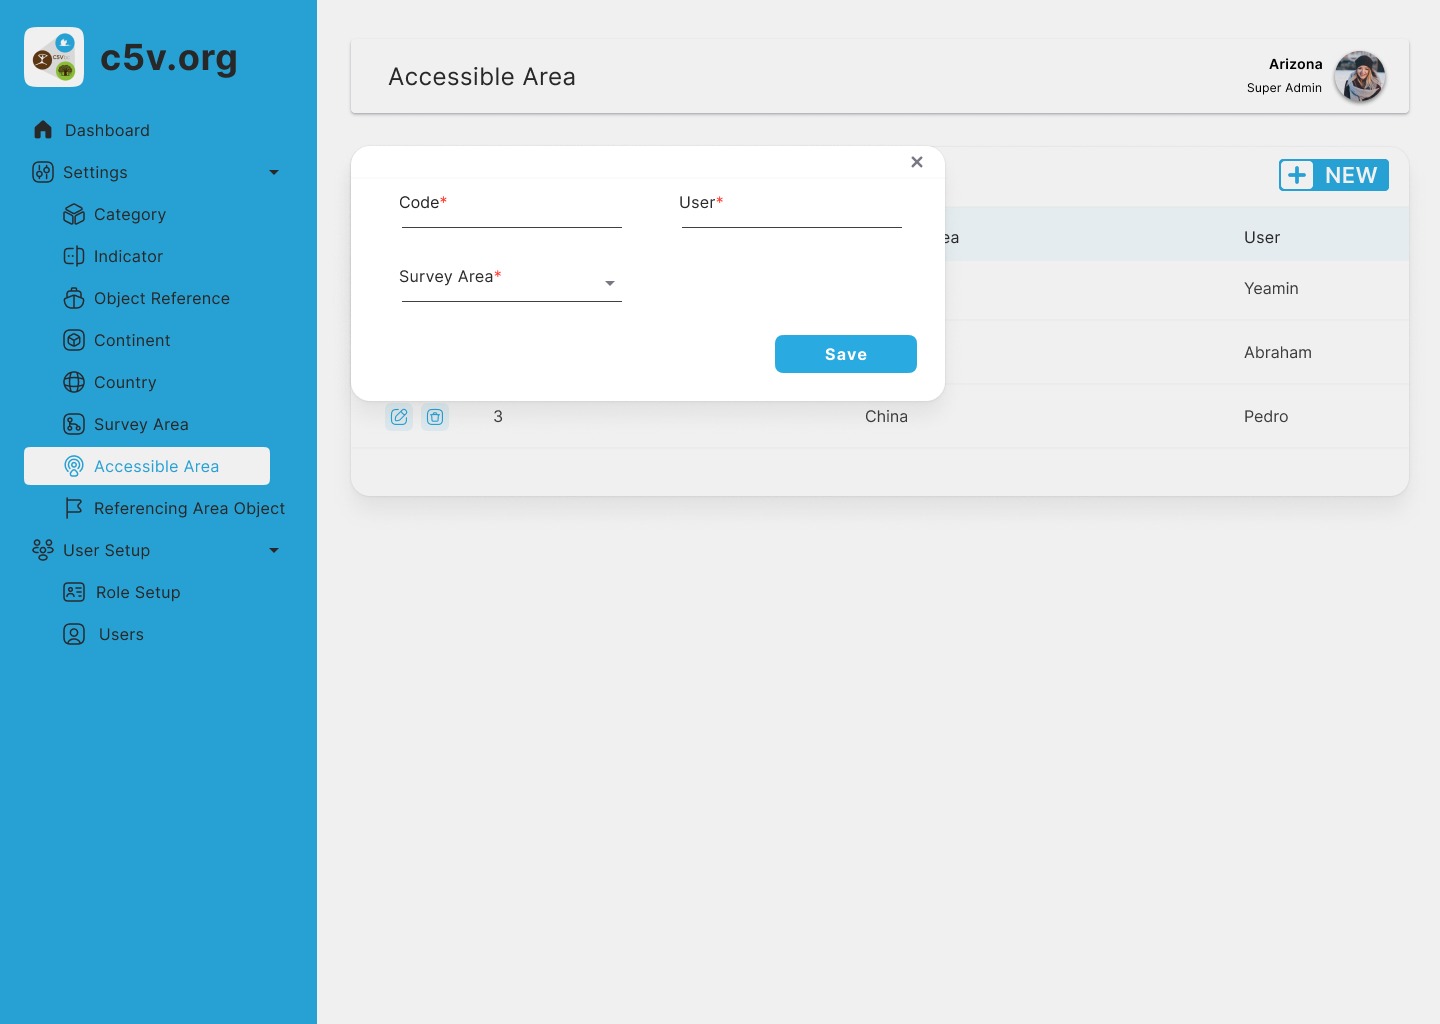 c5v.org
Dashboard
Settings
Category
Indicator
Object Reference
Continent
Country
Survey Area
Accessible Area
Referencing Area Object
User Setup
Role Setup
Users
Accessible Area
Arizona
Super Admin
NEW
Code*
User*
Survey Area*
Save
ea
User
Yeamin
Abraham
3
China
Pedro